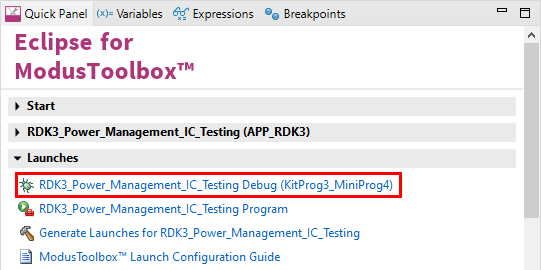 Quick Panel (x)= Variables Expressions Breakpoints
Eclipse for
ModusToolbox™
Start
RDK3_Power_Management_IC_Testing (APP_RDK3)
Launches
RDK3_Power_Management_IC_Testing Debug (KitProg3_MiniProg4)
RDK3_Power_Management_IC_Testing Program
Generate Launches for RDK3_Power_Management_IC_Testing
ModusToolbox™ Launch Configuration Guide